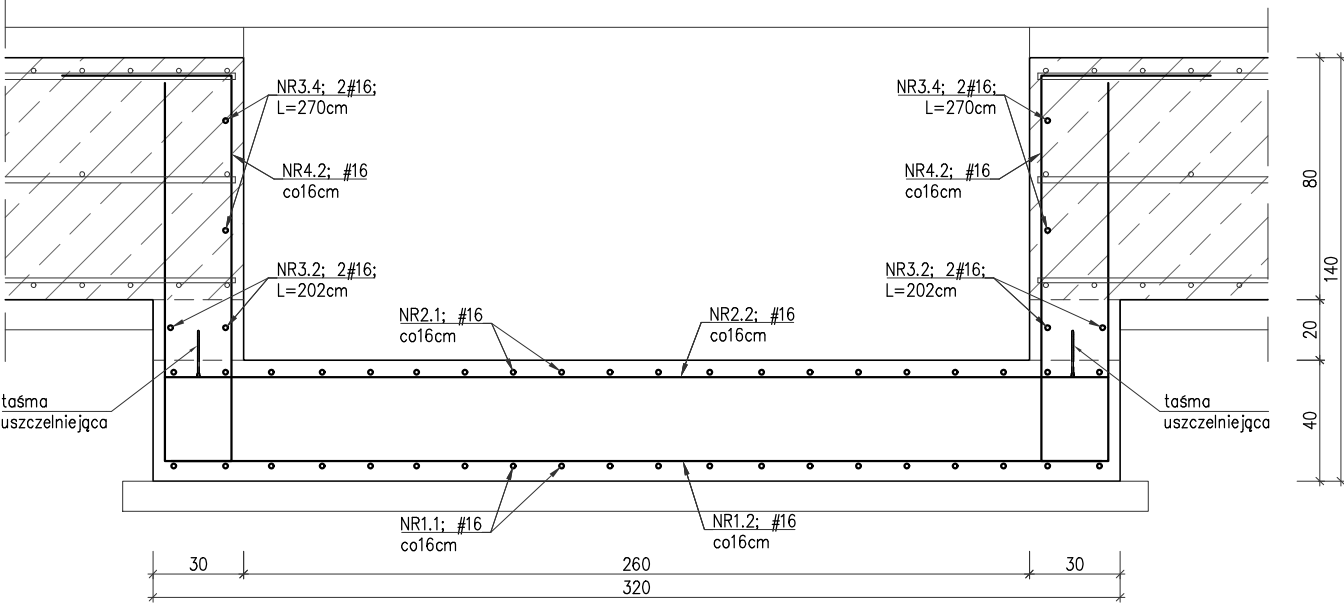 NR3.4; 2#16;
L=270cm
NR3.4; 2#16;
L=270cm
NR4.2; #16
co16cm
NR4.2; #16
co16cm
80
140
NR3.2; 2#16;
L=202cm
NR3.2; 2#16;
L=202cm
NR2.1; #16
co16cm
NR2.2; #16
co16cm
20
taśma
uszczelniejąca
taśma
uszczelniejąca
40
NR1.1; #16
co16cm
NR1.2; #16
co16cm
30
260
30
320